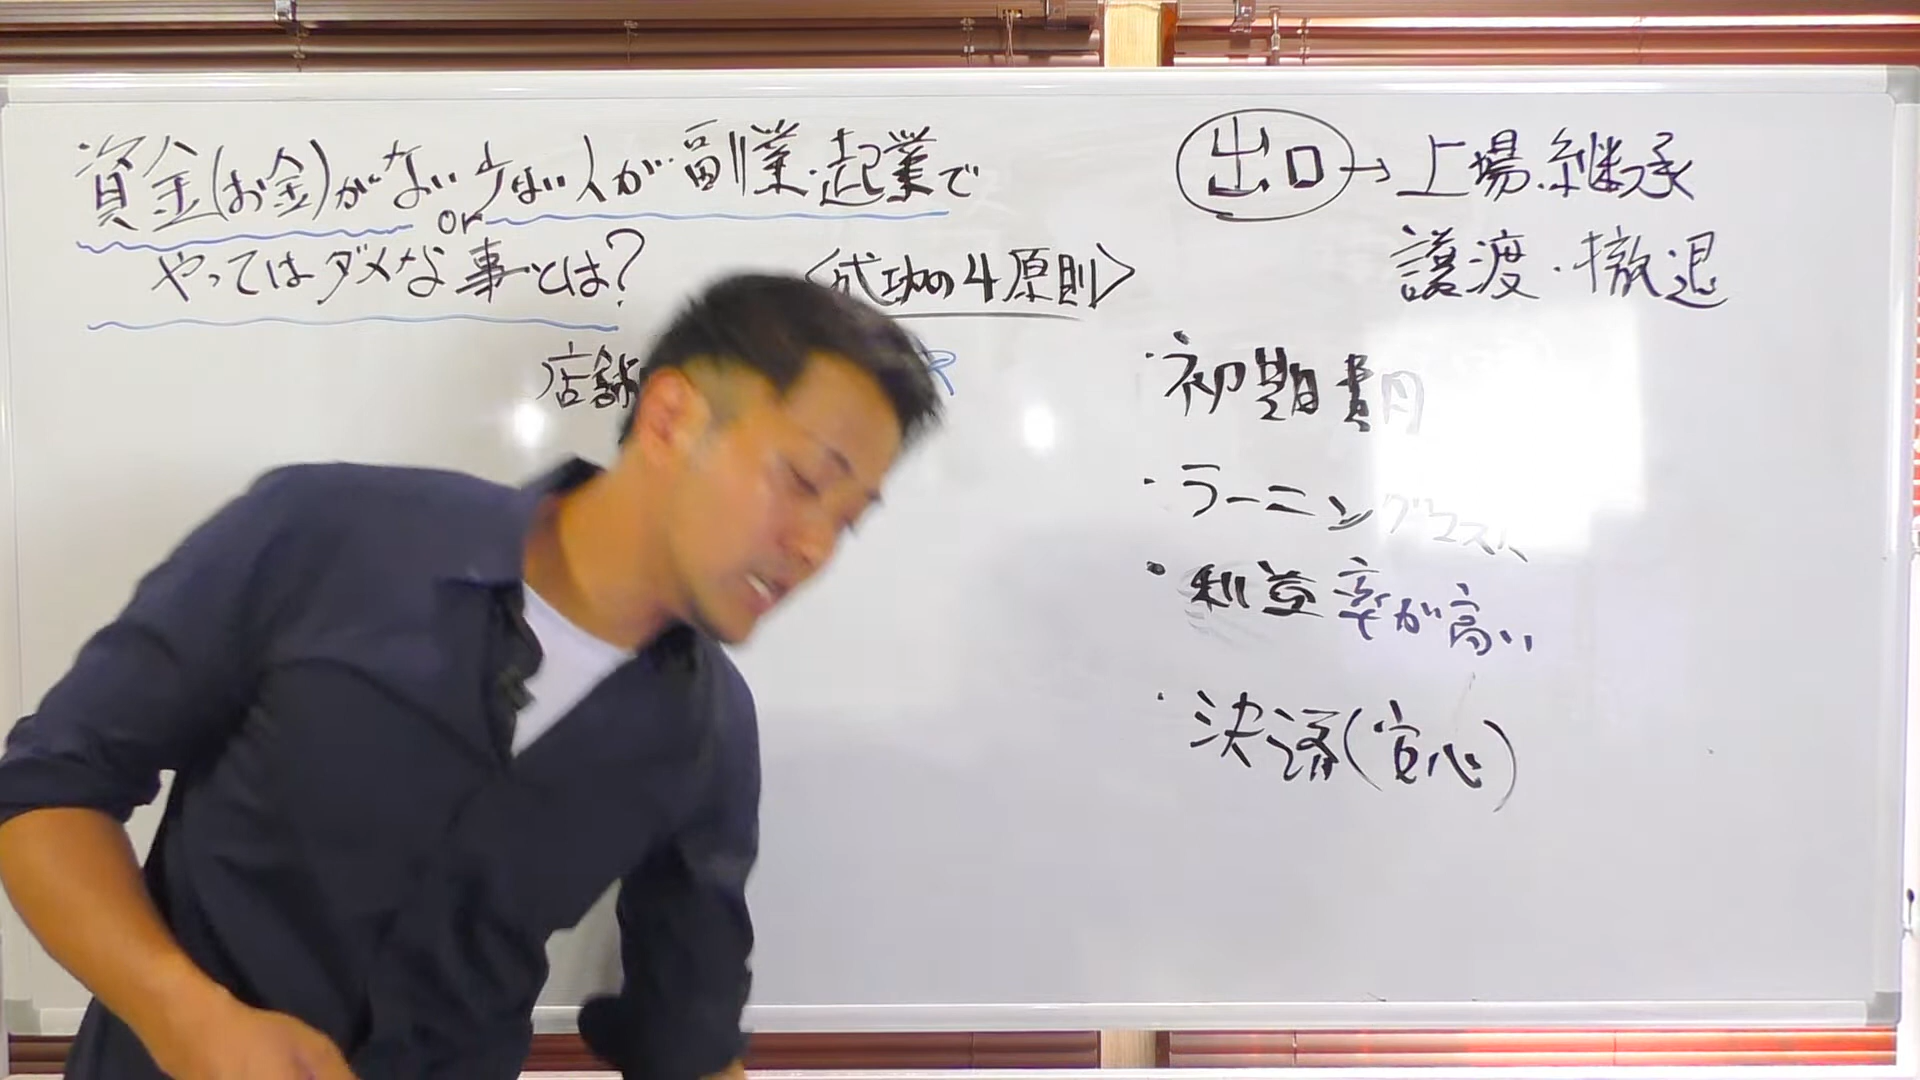 資金(お金)がない 少ない人が副業・起業で
or
やってはダメな事とは?
<成功の4原則>
店舗
出口→上場・継承
譲渡・撤退
・初期費用
・ラーニングコスト
・利益率が高い
・決済(安心)